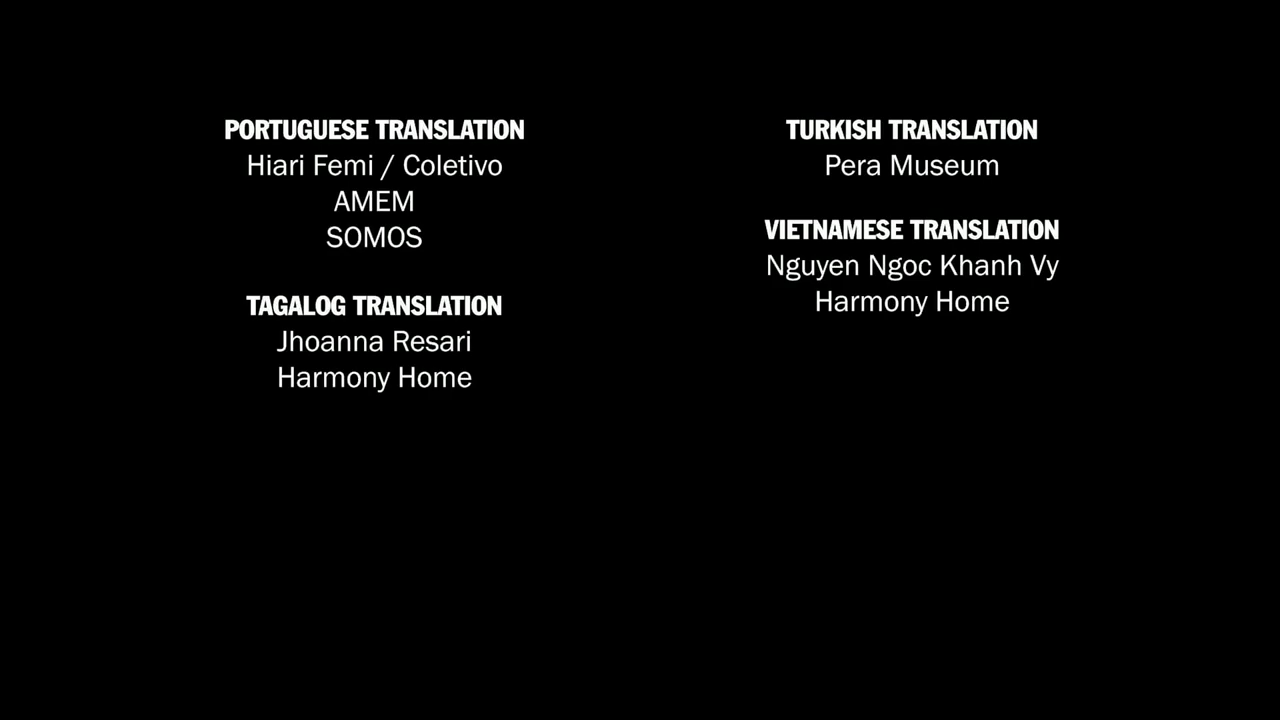 PORTUGUESE TRANSLATION
Hiari Femi / Coletivo
AMEM
SOMOS
TAGALOG TRANSLATION
Jhoanna Resari
Harmony Home
TURKISH TRANSLATION
Pera Museum
VIETNAMESE TRANSLATION
Nguyen Ngoc Khanh Vy
Harmony Home